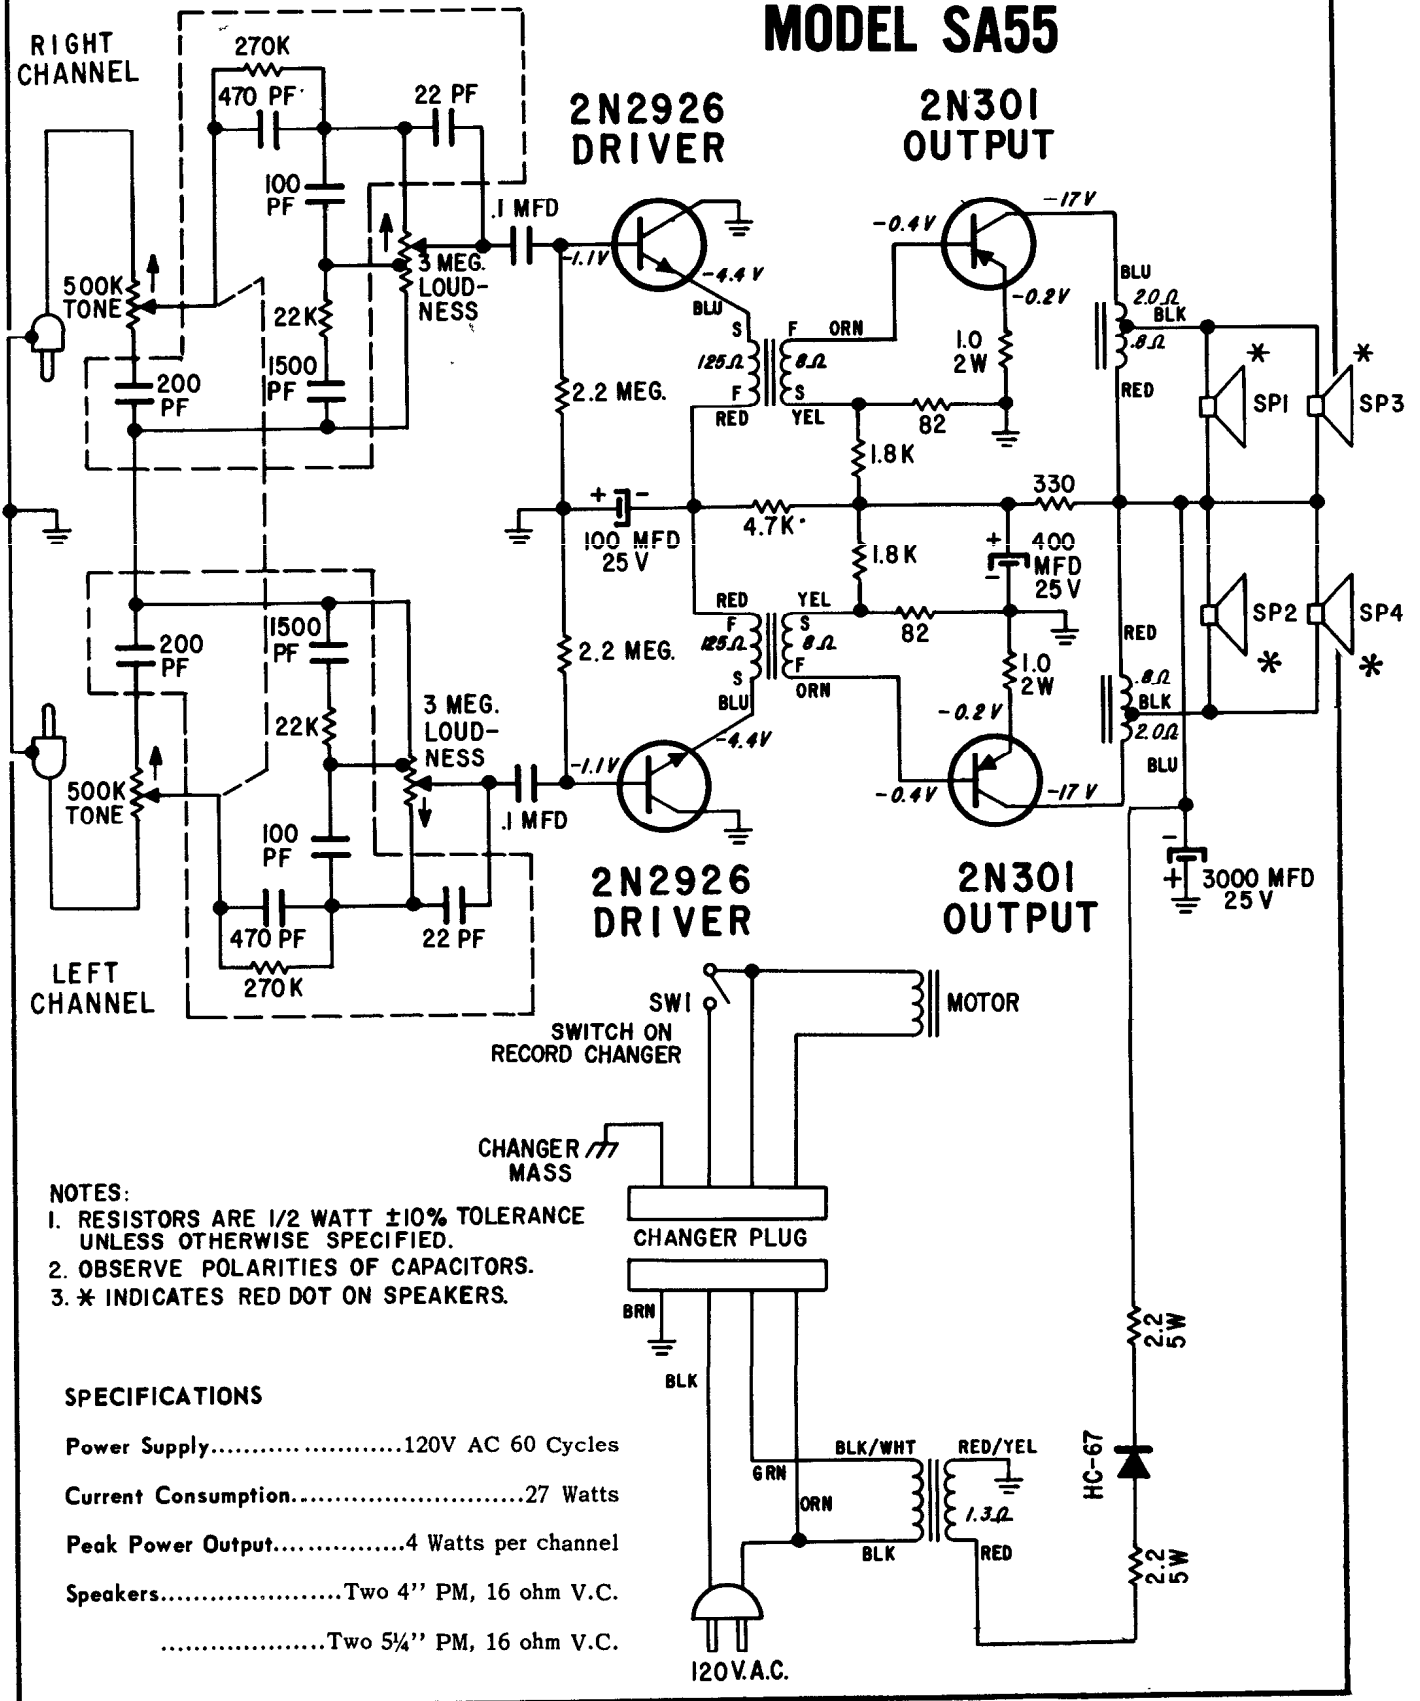 MODEL SA55
RIGHT
CHANNEL
270K
470 PF
22 PF
100
PF
2N2926
DRIVER
2N301
OUTPUT
.1 MFD
-1.1V
-4.4V
BLU
-0.4V
-17V
-0.2V
BLU
2.0Ω
BLK
.8Ω
RED
500K
TONE
3 MEG.
LOUD-
NESS
22K
1500
PF
200
PF
S
F
ORN
125Ω
8Ω
F
S
RED
YEL
1.0
2W
82
*
SP1
*
SP3
2.2 MEG.
1.8K
330
+
-
100 MFD
25V
4.7K
1.8K
+
-
400
MFD
25V
RED
YEL
F
S
125Ω
8Ω
S
F
BLU
ORN
82
1.0
2W
2.2 MEG.
-4.4V
-0.2V
RED
.8Ω
BLK
2.0Ω
BLU
SP2
*
SP4
*
200
PF
1500
PF
22K
3 MEG.
LOUD-
NESS
-1.1V
-0.4V
-17V
500K
TONE
100
PF
.1 MFD
470 PF
22 PF
270K
LEFT
CHANNEL
2N2926
DRIVER
2N301
OUTPUT
-
+
3000 MFD
25V
SW1
SWITCH ON
RECORD CHANGER
MOTOR
CHANGER
MASS
CHANGER PLUG
NOTES:
1. RESISTORS ARE 1/2 WATT ±10% TOLERANCE
UNLESS OTHERWISE SPECIFIED.
2. OBSERVE POLARITIES OF CAPACITORS.
3. * INDICATES RED DOT ON SPEAKERS.
BRN
BLK
GRN
ORN
BLK/WHT
RED/YEL
1.3Ω
BLK
RED
2.2
5W
HC-67
2.2
5W
120V.A.C.
SPECIFICATIONS
Power Supply.......................120V AC 60 Cycles
Current Consumption............................27 Watts
Peak Power Output................4 Watts per channel
Speakers......................Two 4'' PM, 16 ohm V.C.
....................Two 5¼'' PM, 16 ohm V.C.